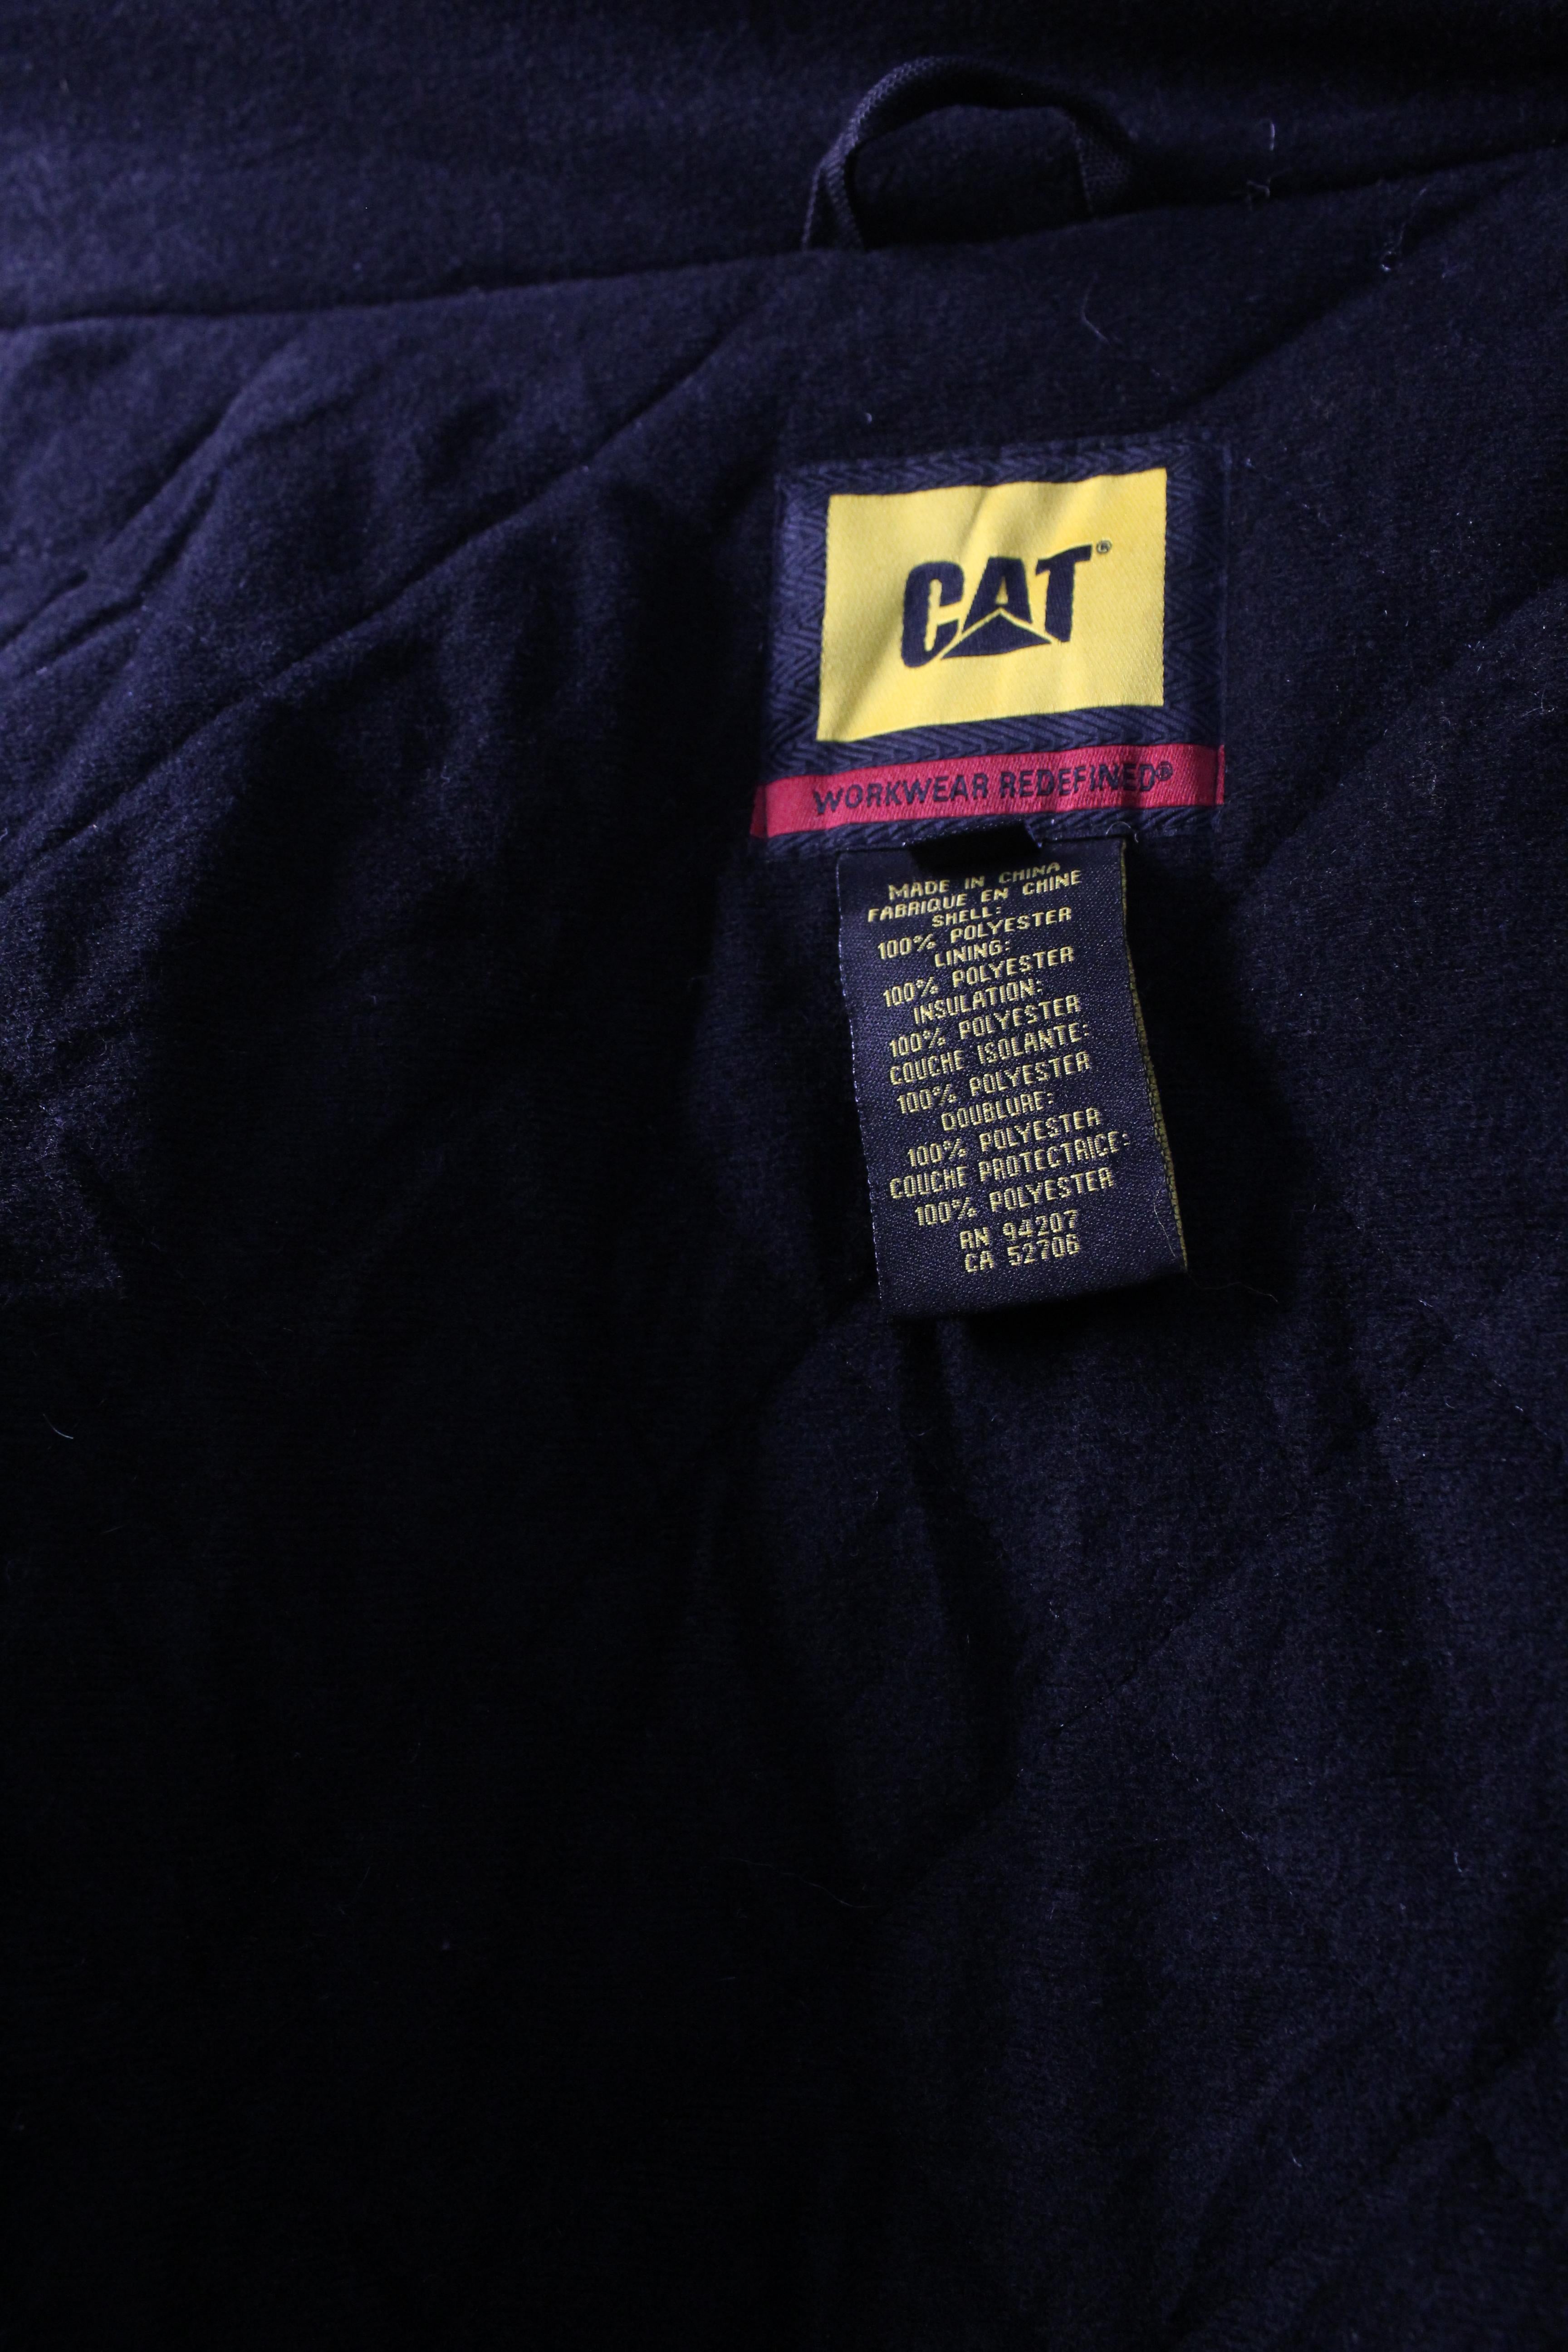 CAT®
WORKWEAR REDEFINED®
MADE IN CHINA
FABRIQUE EN CHINE
SHELL:
100% POLYESTER
LINING:
100% POLYESTER
INSULATION:
100% POLYESTER
COUCHE ISOLANTE:
100% POLYESTER
DOUBLURE:
100% POLYESTER
COUCHE PROTECTRICE:
100% POLYESTER
RN 94207
CA 52706